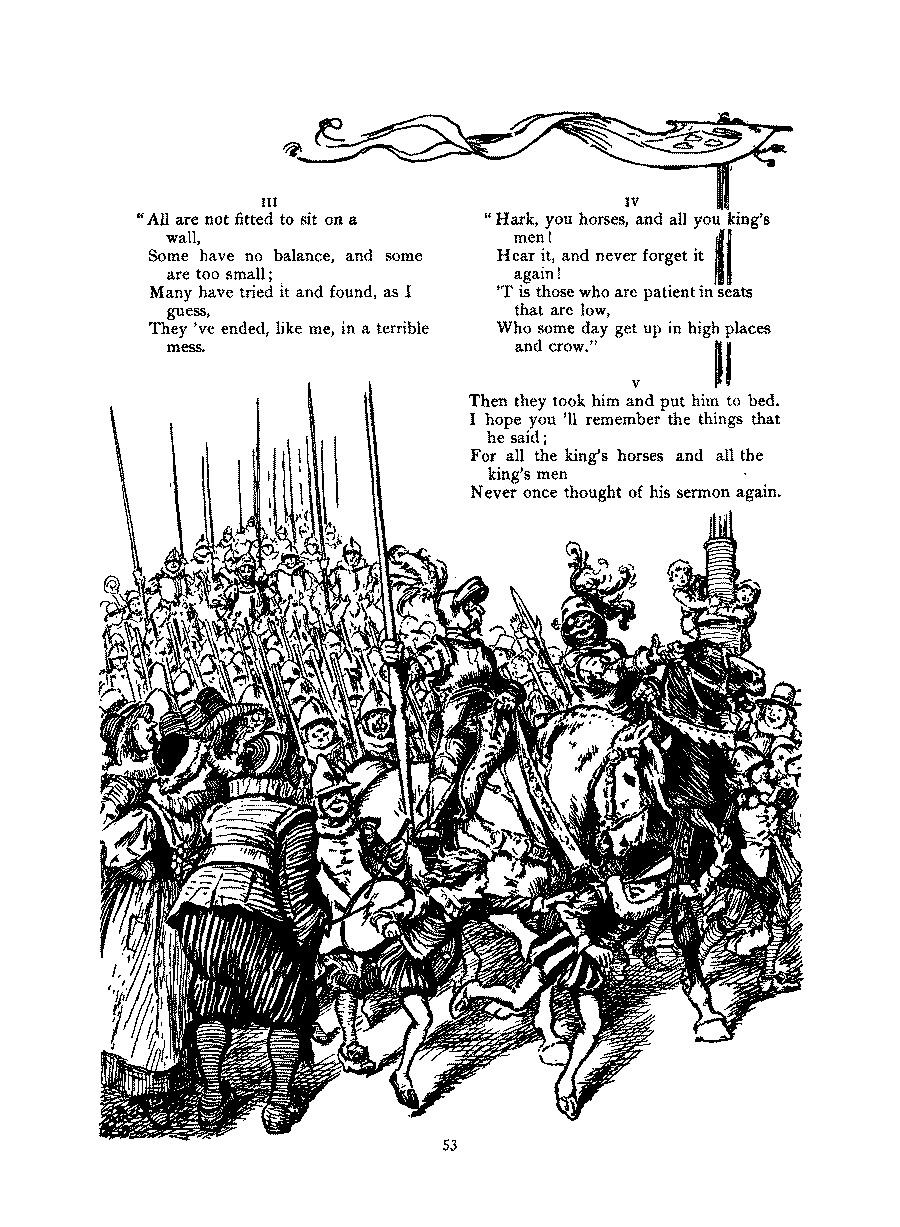 III
"All are not fitted to sit on a
wall,
Some have no balance, and some
are too small;
Many have tried it and found, as I
guess,
They 've ended, like me, in a terrible
mess.
IV
"Hark, you horses, and all you king's
men!
Hear it, and never forget it
again!
'T is those who are patient in seats
that are low,
Who some day get up in high places
and crow."
V
Then they took him and put him to bed.
I hope you 'll remember the things that
he said;
For all the king's horses and all the
king's men
Never once thought of his sermon again.
53